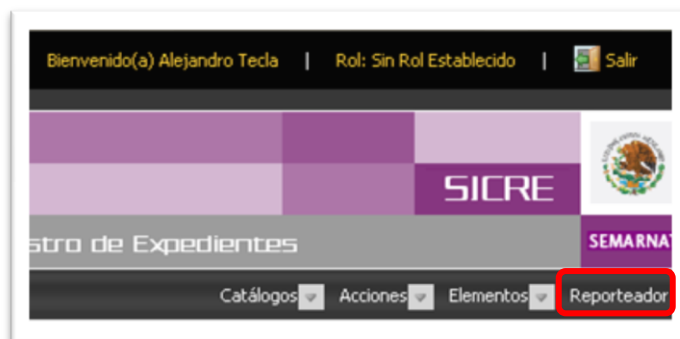 Bienvenido(a) Alejandro Tecla | Rol: Sin Rol Establecido | Salir
SICRE
stro de Expedientes
SEMARNA
Catálogos Acciones Elementos Reporteador